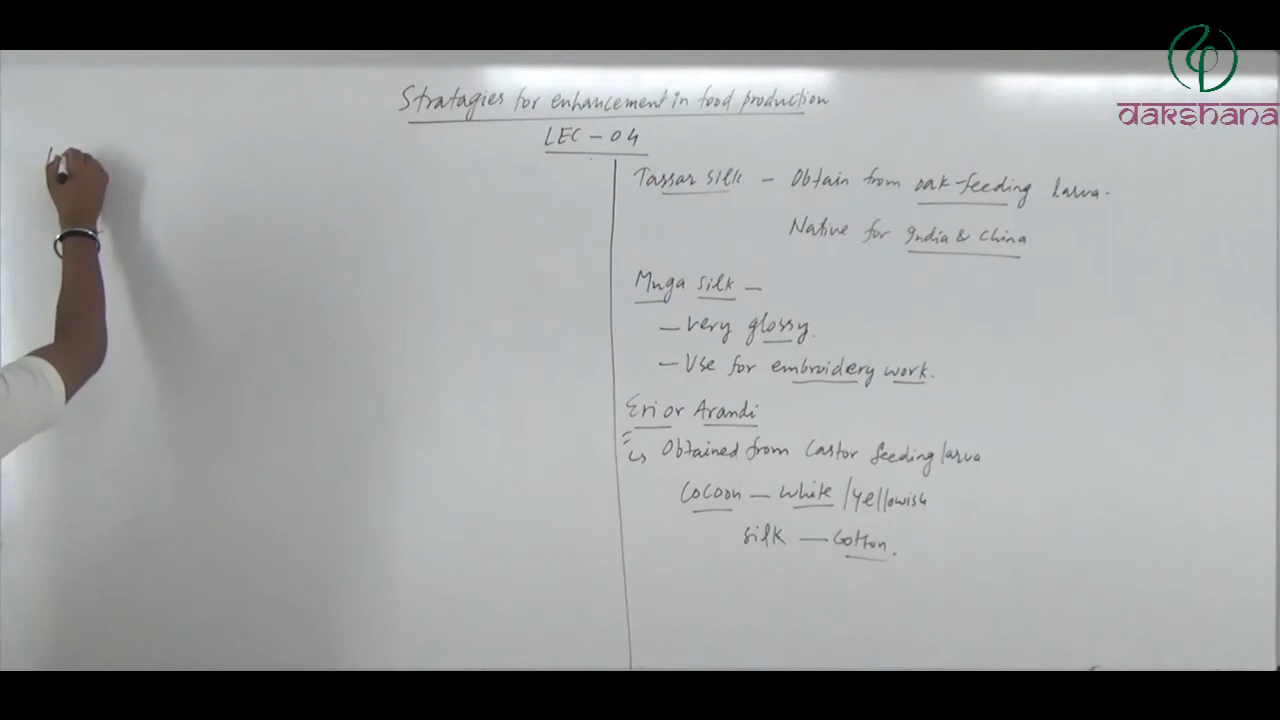 dakshana
Stratagies for enhancement in food production
LEC - 04
Tassar silk - Obtain from oak-feeding larva.
Native for India & China
Muga silk -
- Very glossy.
- Use for embroidery work.
Eri or Arandi
↳ Obtained from Castor feeding larva
Cocoon - white / yellowish
silk - Cotton.